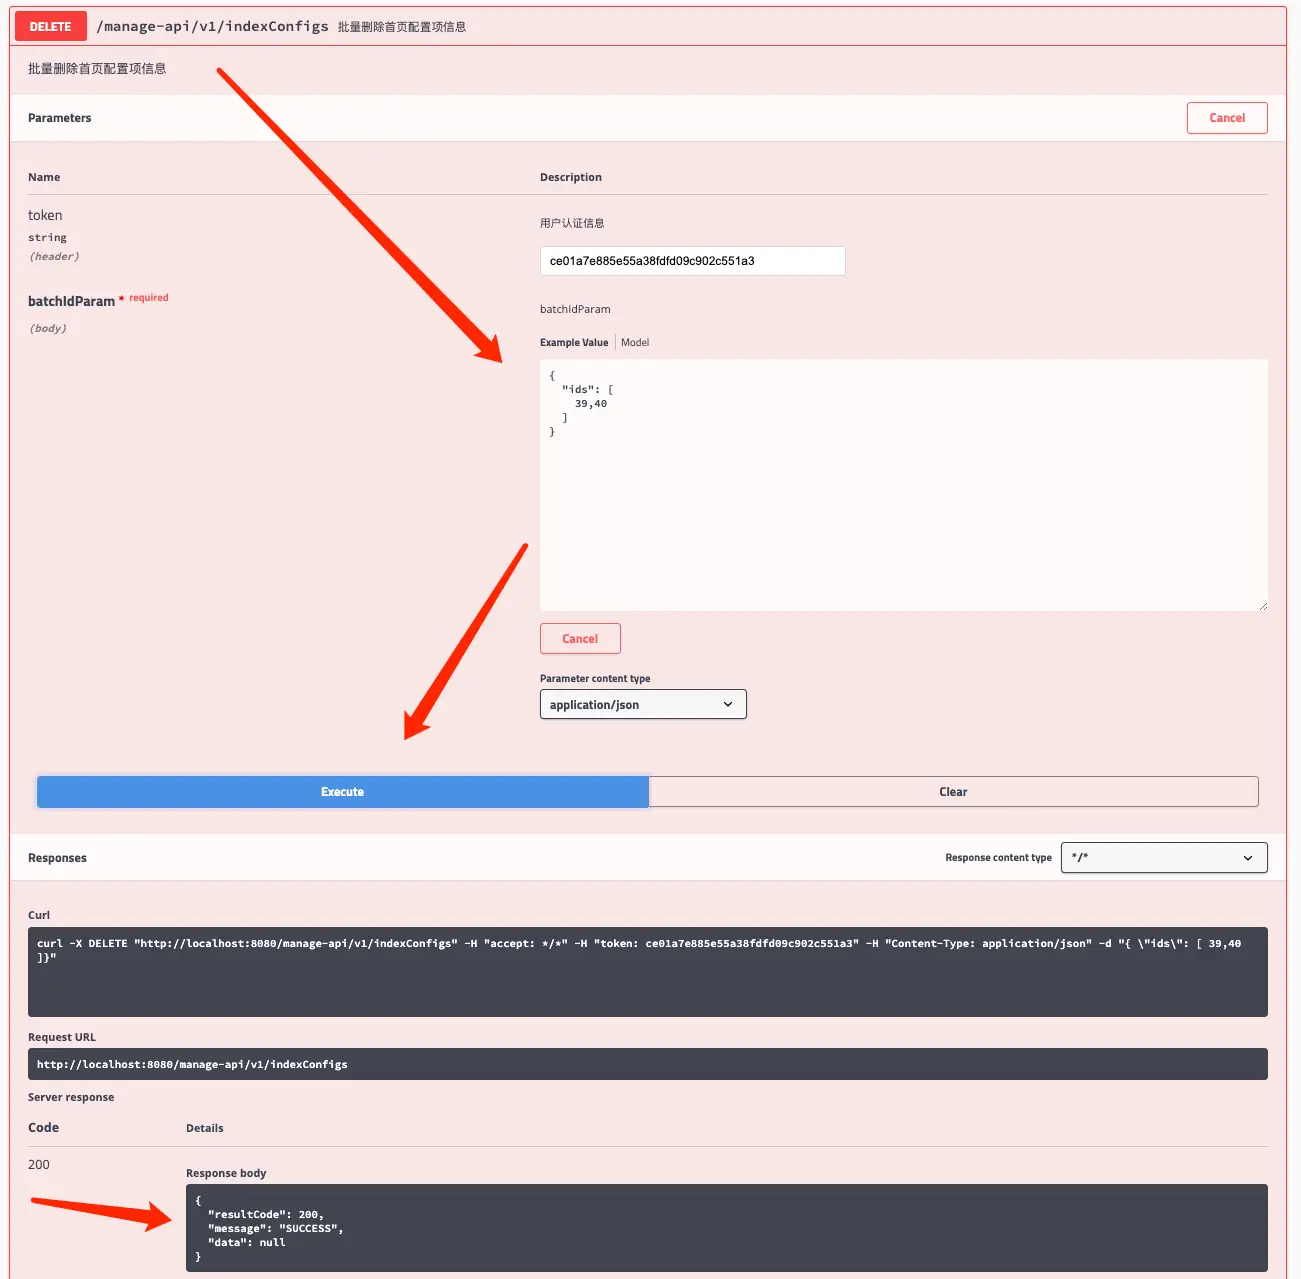 DELETE /manage-api/v1/indexConfigs 批量删除首页配置项信息
批量删除首页配置项信息
Parameters
Cancel
Name Description
token
string
(header)
用户认证信息
ce01a7e885e55a38fdfd09c902c551a3
batchIdParam * required
(body)
batchIdParam
Example Value Model
{
"ids": [
39,40
]
}
Cancel
Parameter content type
application/json
Execute Clear
Responses Response content type */*
Curl
curl -X DELETE "http://localhost:8080/manage-api/v1/indexConfigs" -H "accept: */*" -H "token: ce01a7e885e55a38fdfd09c902c551a3" -H "Content-Type: application/json" -d "{ \"ids\": [ 39,40
]}"
Request URL
http://localhost:8080/manage-api/v1/indexConfigs
Server response
Code Details
200
Response body
{
"resultCode": 200,
"message": "SUCCESS",
"data": null
}